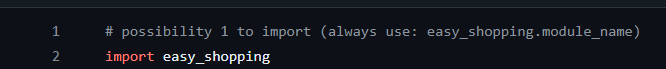 1 # possibility 1 to import (always use: easy_shopping.module_name)
2 import easy_shopping